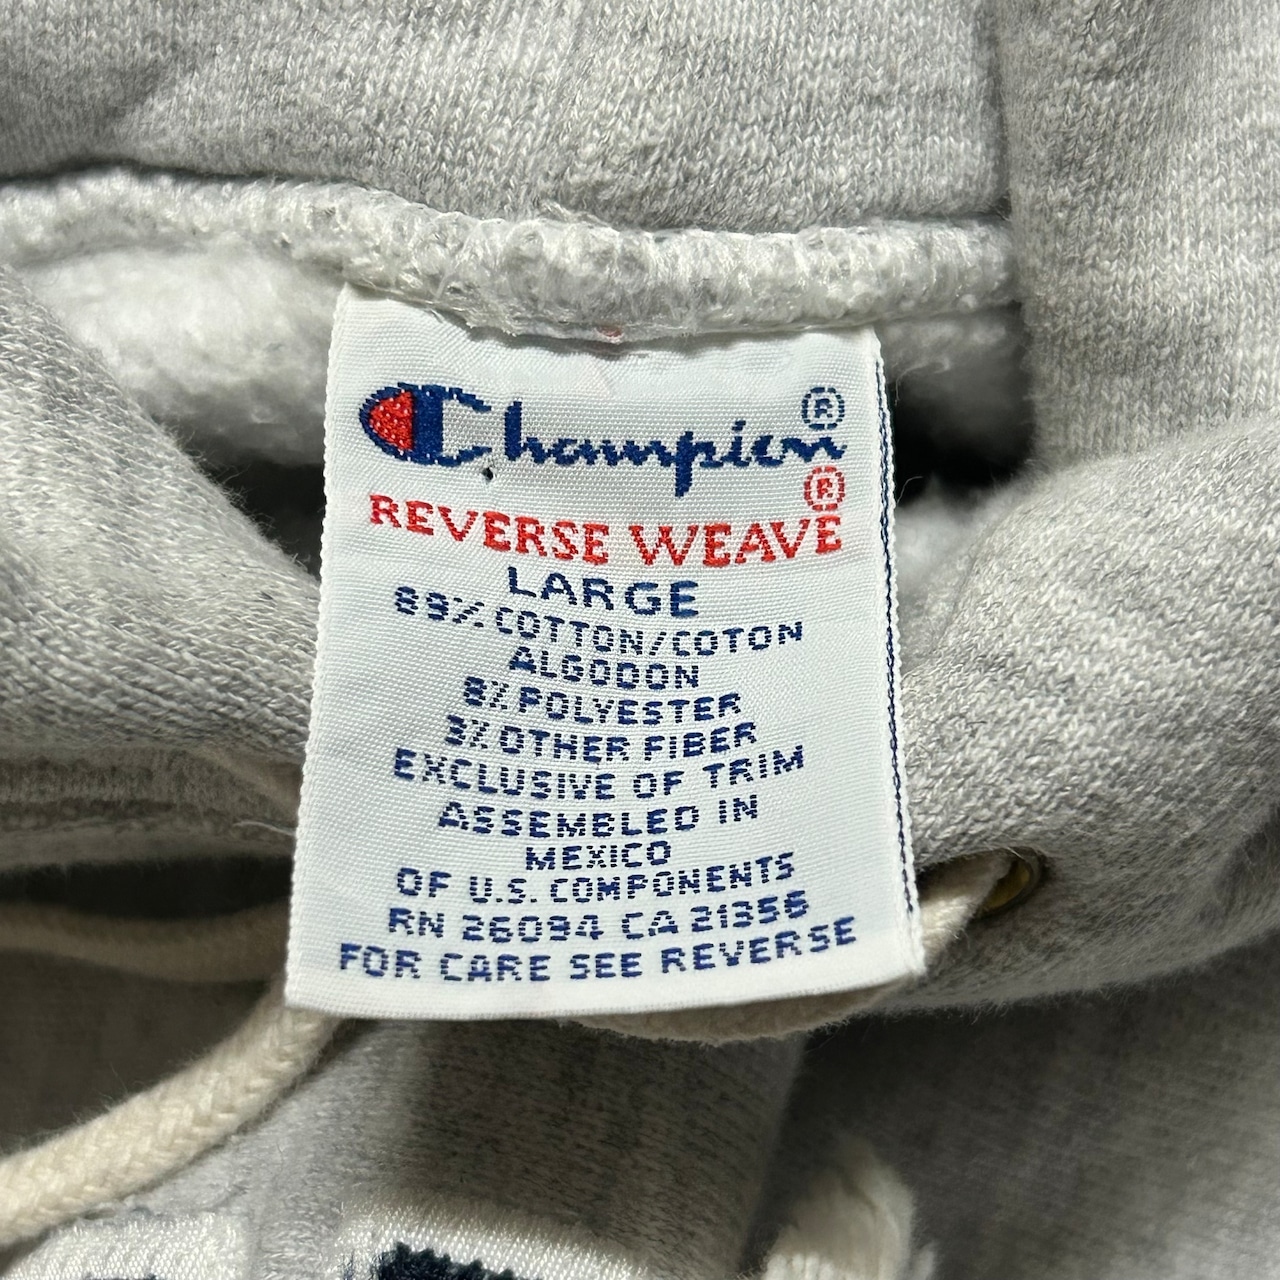 Champion®
REVERSE WEAVE®
LARGE
89% COTTON/COTON
ALGODON
8% POLYESTER
3% OTHER FIBER
EXCLUSIVE OF TRIM
ASSEMBLED IN
MEXICO
OF U.S. COMPONENTS
RN 26094 CA 21356
FOR CARE SEE REVERSE